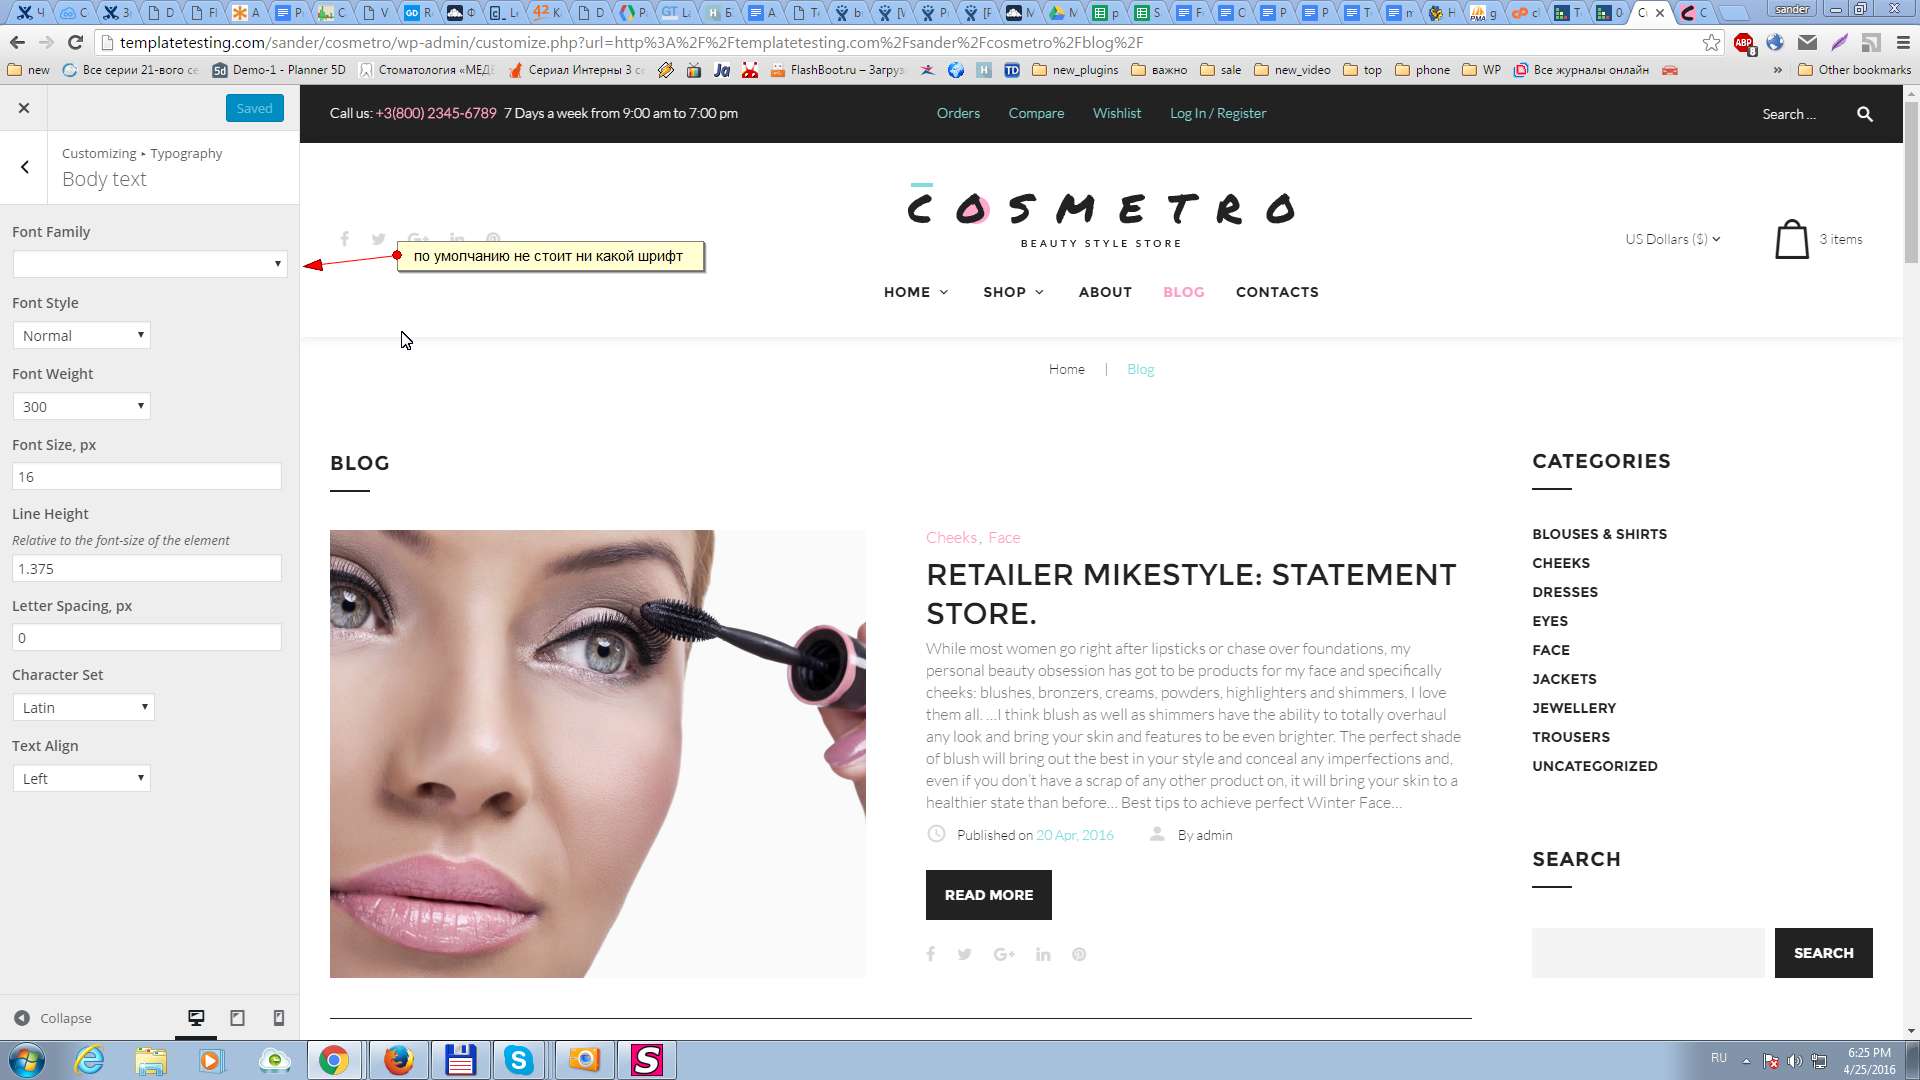 sander
templatetesting.com/sander/cosmetro/wp-admin/customize.php?url=http%3A%2F%2Ftemplatetesting.com%2Fsander%2Fcosmetro%2Fblog%2F
new
Все серии 21-вого се
Demo-1 - Planner 5D
Стоматология «МЕДЕ
Сериал Интерны 3 се
FlashBoot.ru – Загруз
new_plugins
важно
sale
new_video
top
phone
WP
Все журналы онлайн
Other bookmarks
Saved
Customizing ▸ Typography
Body text
Font Family
Font Style
Normal
Font Weight
300
Font Size, px
16
Line Height
Relative to the font-size of the element
1.375
Letter Spacing, px
0
Character Set
Latin
Text Align
Left
Collapse
Call us: +3(800) 2345-6789 7 Days a week from 9:00 am to 7:00 pm
Orders
Compare
Wishlist
Log In / Register
Search ...
COSMETRO
BEAUTY STYLE STORE
по умолчанию не стоит ни какой шрифт
US Dollars ($)
3 items
HOME
SHOP
ABOUT
BLOG
CONTACTS
Home | Blog
BLOG
Cheeks, Face
RETAILER MIKESTYLE: STATEMENT
STORE.
While most women go right after lipsticks or chase over foundations, my
personal beauty obsession has got to be products for my face and specifically
cheeks: blushes, bronzers, creams, powders, highlighters and shimmers, I love
them all. …I think blush as well as shimmers have the ability to totally overhaul
any look and bring your skin and features to be even brighter. The perfect shade
of blush will bring out the best in your style and conceal any imperfections and,
even if you don't have a scrap of any other product on, it will bring your skin to a
healthier state than before… Best tips to achieve perfect Winter Face…
Published on 20 Apr, 2016
By admin
READ MORE
CATEGORIES
BLOUSES & SHIRTS
CHEEKS
DRESSES
EYES
FACE
JACKETS
JEWELLERY
TROUSERS
UNCATEGORIZED
SEARCH
SEARCH
RU
6:25 PM
4/25/2016